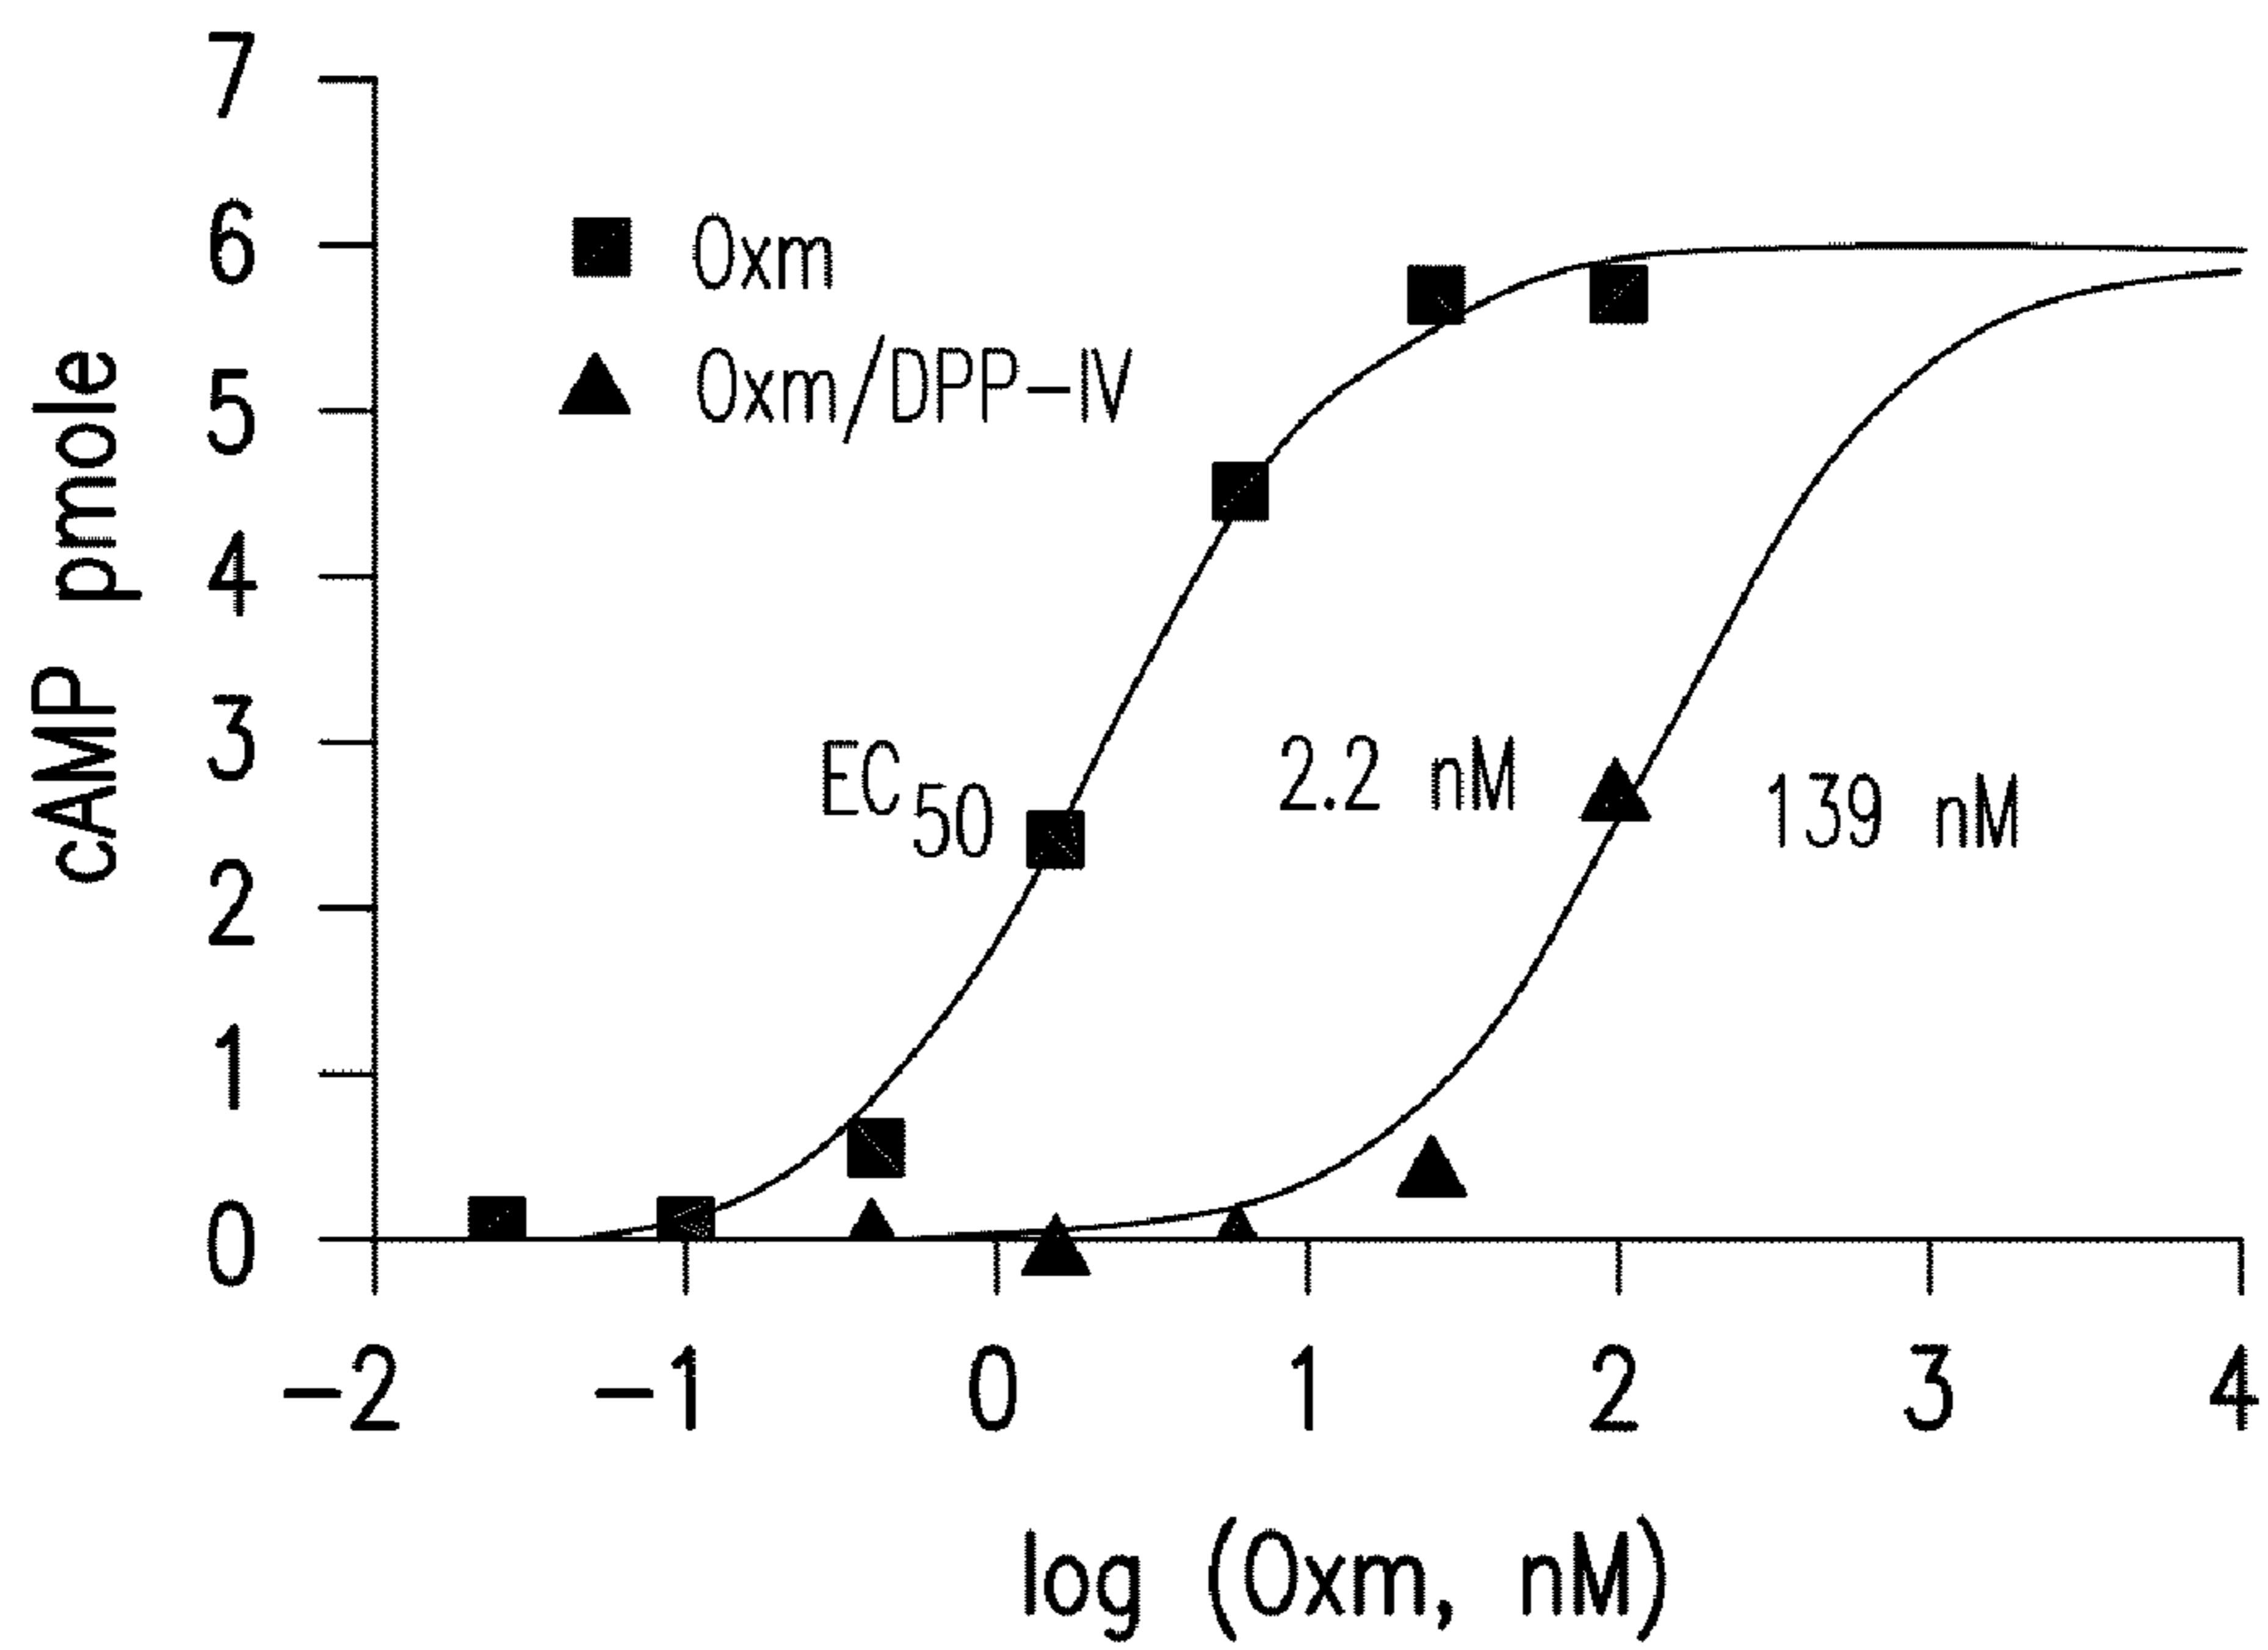 cAMP pmole
7
6
5
4
3
2
1
0
Oxm
Oxm/DPP-IV
EC50
2.2 nM
139 nM
-2 -1 0 1 2 3 4
log (Oxm, nM)